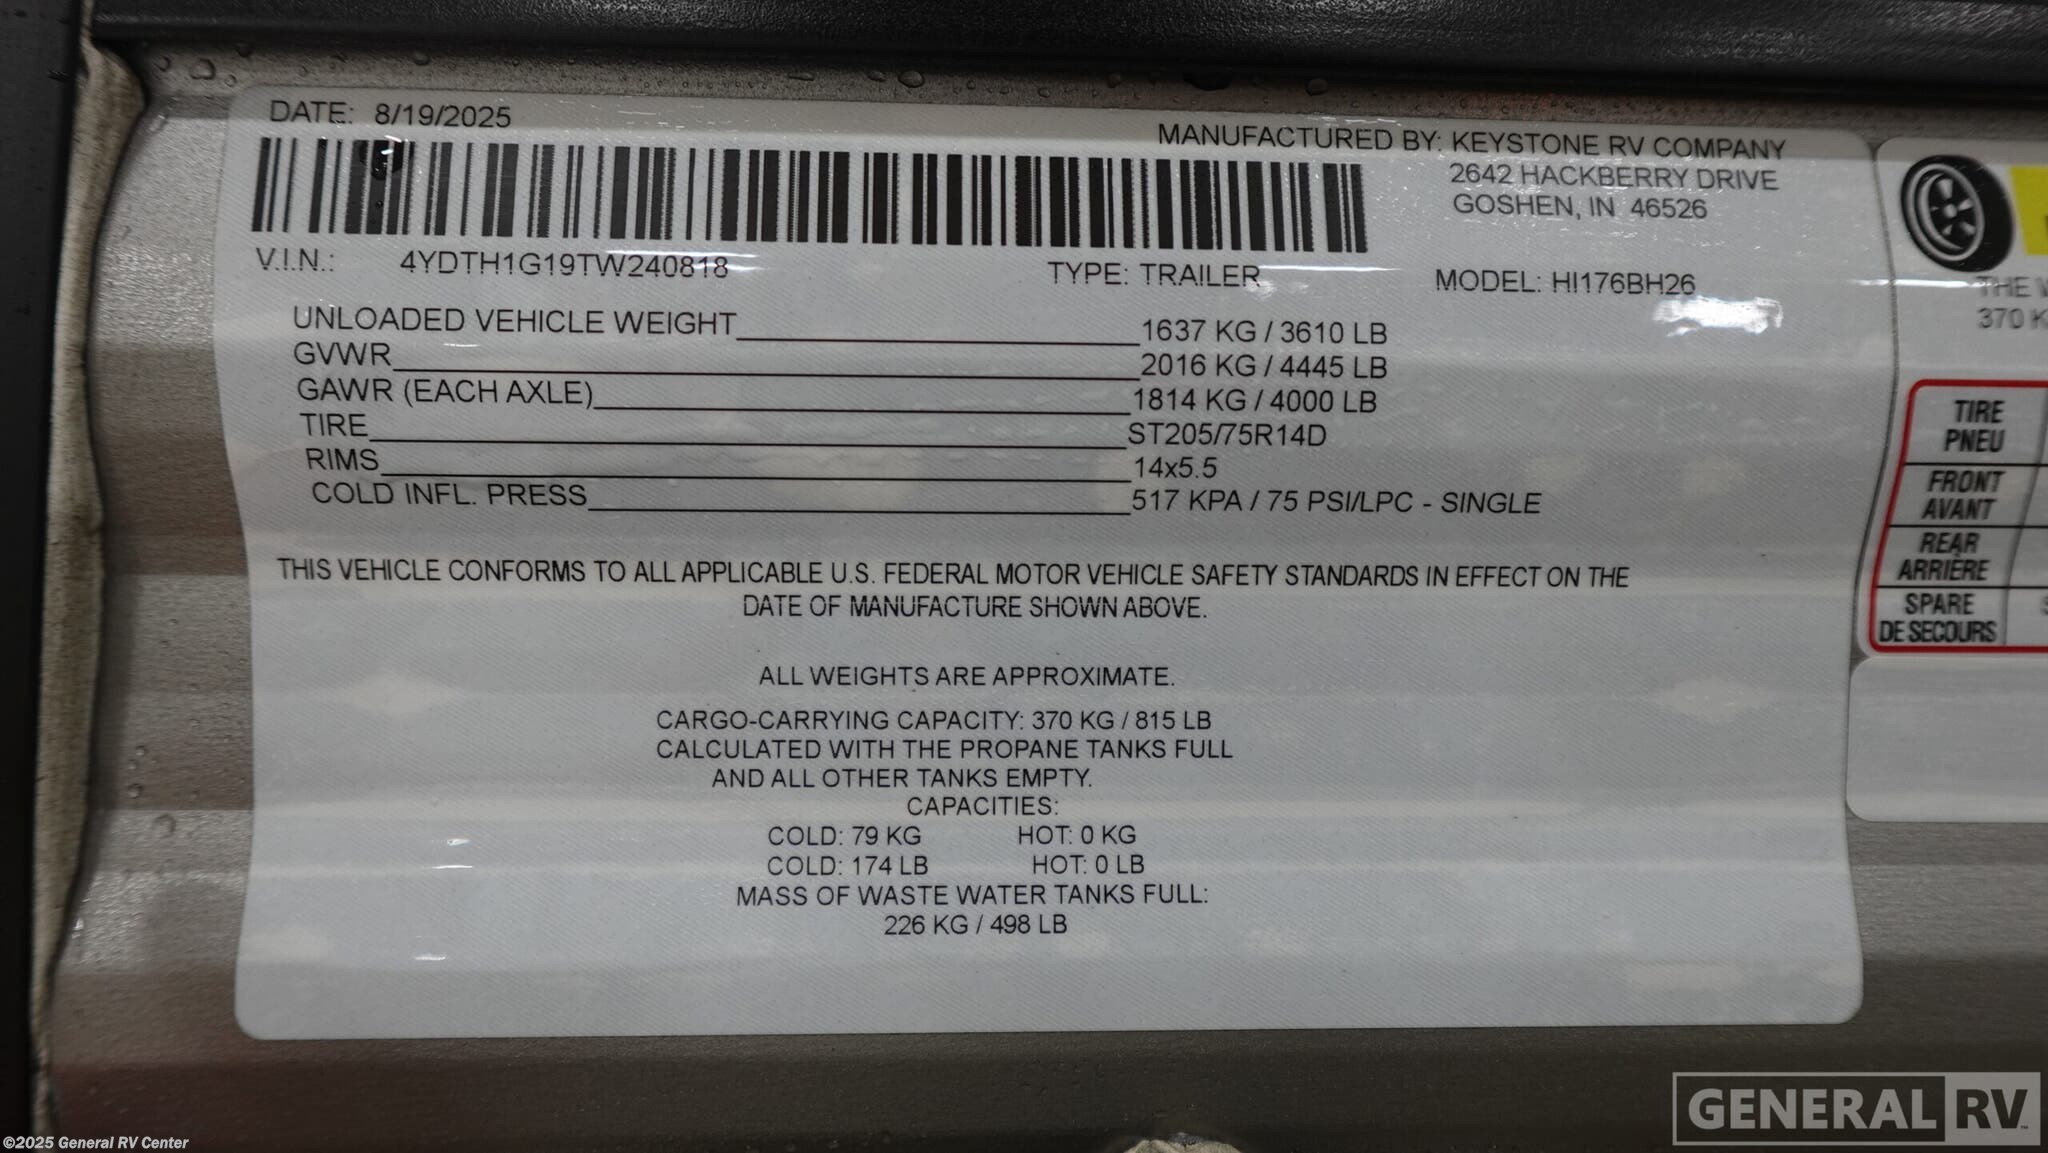 DATE: 8/19/2025
MANUFACTURED BY: KEYSTONE RV COMPANY
2642 HACKBERRY DRIVE
GOSHEN, IN 46526
V.I.N.: 4YDTH1G19TW240818 TYPE: TRAILER MODEL: HI176BH26
UNLOADED VEHICLE WEIGHT 1637 KG / 3610 LB
GVWR 2016 KG / 4445 LB
GAWR (EACH AXLE) 1814 KG / 4000 LB
TIRE ST205/75R14D
RIMS 14x5.5
COLD INFL. PRESS 517 KPA / 75 PSI/LPC - SINGLE
THIS VEHICLE CONFORMS TO ALL APPLICABLE U.S. FEDERAL MOTOR VEHICLE SAFETY STANDARDS IN EFFECT ON THE
DATE OF MANUFACTURE SHOWN ABOVE.
ALL WEIGHTS ARE APPROXIMATE.
CARGO-CARRYING CAPACITY: 370 KG / 815 LB
CALCULATED WITH THE PROPANE TANKS FULL
AND ALL OTHER TANKS EMPTY.
CAPACITIES:
COLD: 79 KG HOT: 0 KG
COLD: 174 LB HOT: 0 LB
MASS OF WASTE WATER TANKS FULL:
226 KG / 498 LB
THE
370
TIRE
PNEU
FRONT
AVANT
REAR
ARRIÈRE
SPARE
DE SECOURS
GENERAL RV
©2025 General RV Center